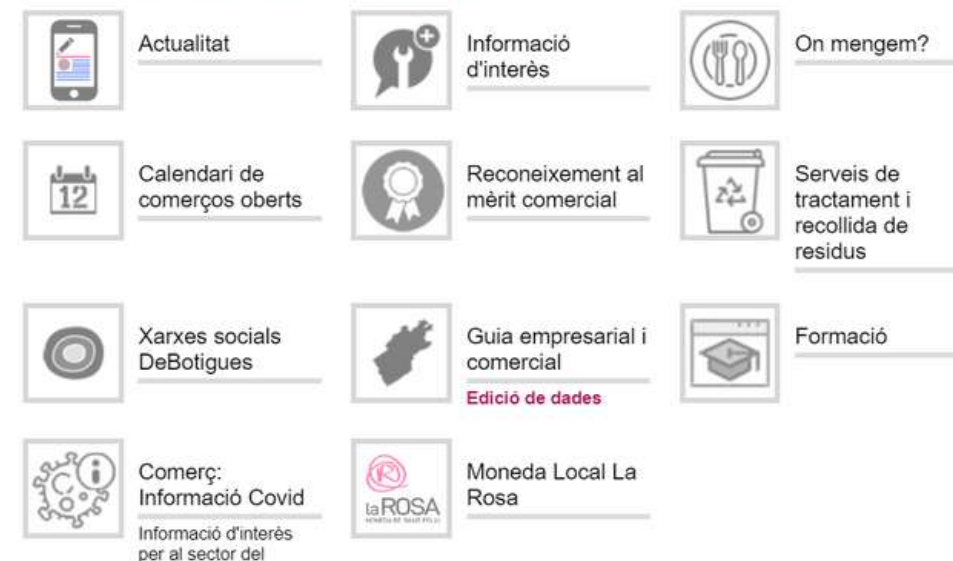 Actualitat
Informació
d'interès
On mengem?
12
Calendari de
comerços oberts
Reconeixement al
mèrit comercial
Serveis de
tractament i
recollida de
residus
Xarxes socials
DeBotigues
Guia empresarial i
comercial
Edició de dades
Formació
Comerç:
Informació Covid
Informació d'interès
per al sector del
R
la ROSA
Moneda Local La
Rosa